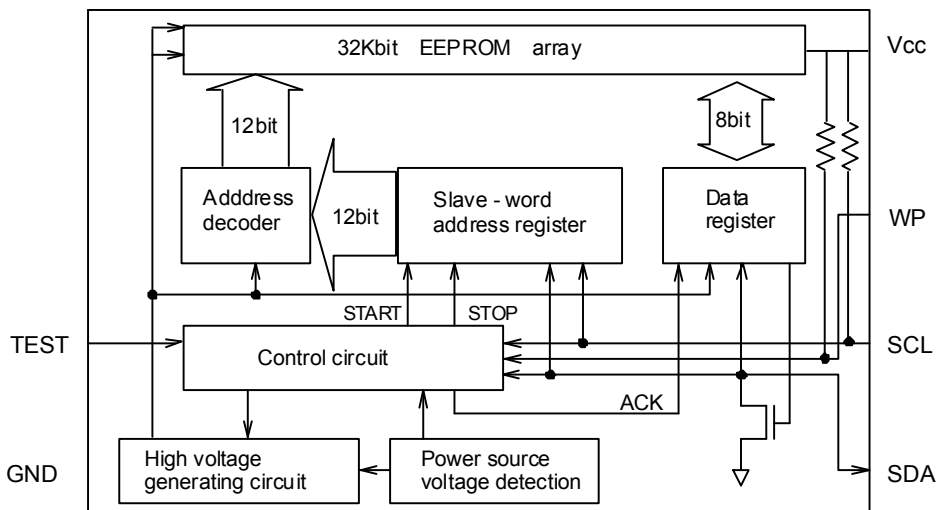 32Kbit EEPROM array
Vcc
12bit
8bit
Adddress
decoder
12bit
Slave - word
address register
Data
register
WP
START
STOP
TEST
Control circuit
SCL
ACK
GND
High voltage
generating circuit
Power source
voltage detection
SDA